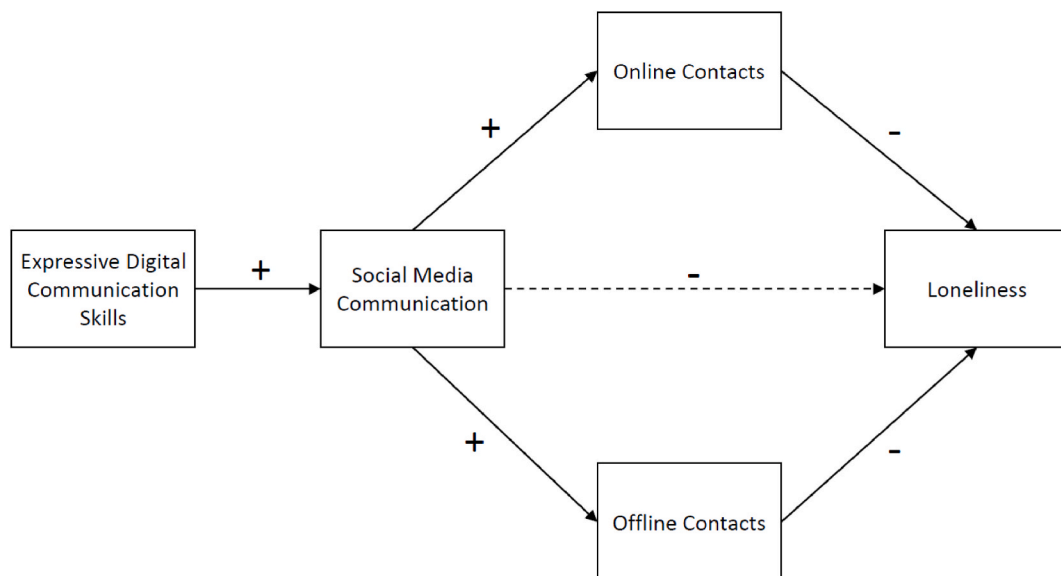 Online Contacts
+
-
Expressive Digital
Communication
Skills
+
Social Media
Communication
-
Loneliness
+
-
Offline Contacts